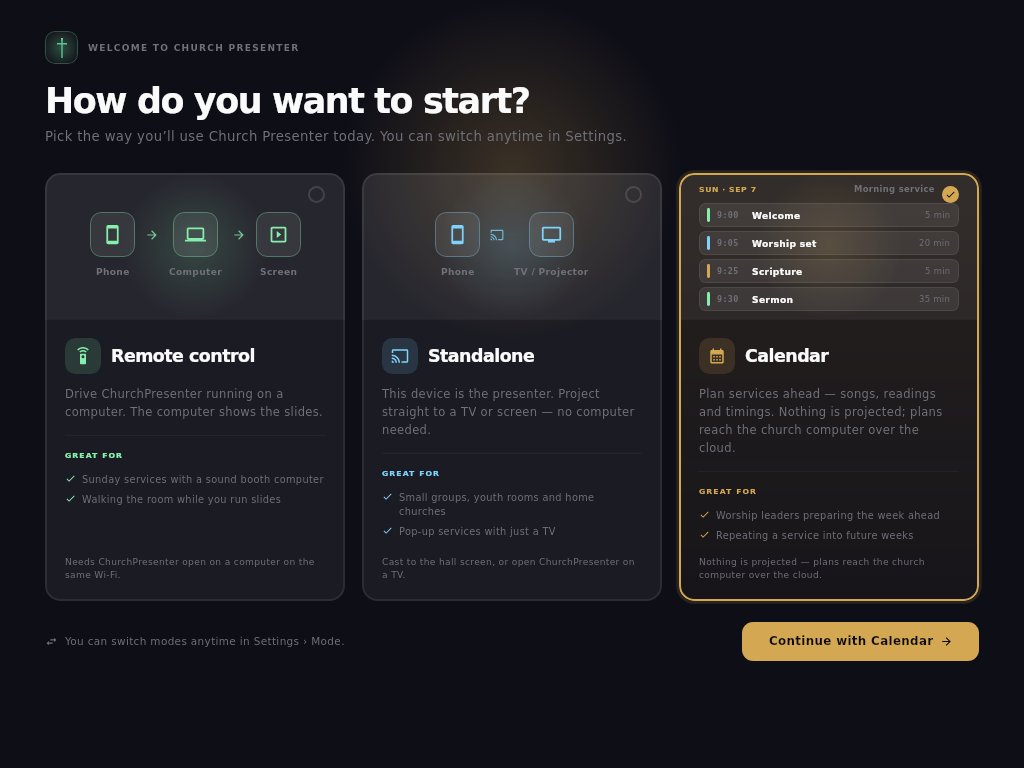 WELCOME TO CHURCH PRESENTER
How do you want to start?
Pick the way you’ll use Church Presenter today. You can switch anytime in Settings.
Phone
Computer
Screen
Remote control
Drive ChurchPresenter running on a
computer. The computer shows the slides.
GREAT FOR
Sunday services with a sound booth computer
Walking the room while you run slides
Needs ChurchPresenter open on a computer on the
same Wi-Fi.
Phone
TV / Projector
Standalone
This device is the presenter. Project
straight to a TV or screen — no computer
needed.
GREAT FOR
Small groups, youth rooms and home
churches
Pop-up services with just a TV
Cast to the hall screen, or open ChurchPresenter on
a TV.
SUN · SEP 7
Morning service
9:00 Welcome 5 min
9:05 Worship set 20 min
9:25 Scripture 5 min
9:30 Sermon 35 min
Calendar
Plan services ahead — songs, readings
and timings. Nothing is projected; plans
reach the church computer over the
cloud.
GREAT FOR
Worship leaders preparing the week ahead
Repeating a service into future weeks
Nothing is projected — plans reach the church
computer over the cloud.
You can switch modes anytime in Settings › Mode.
Continue with Calendar